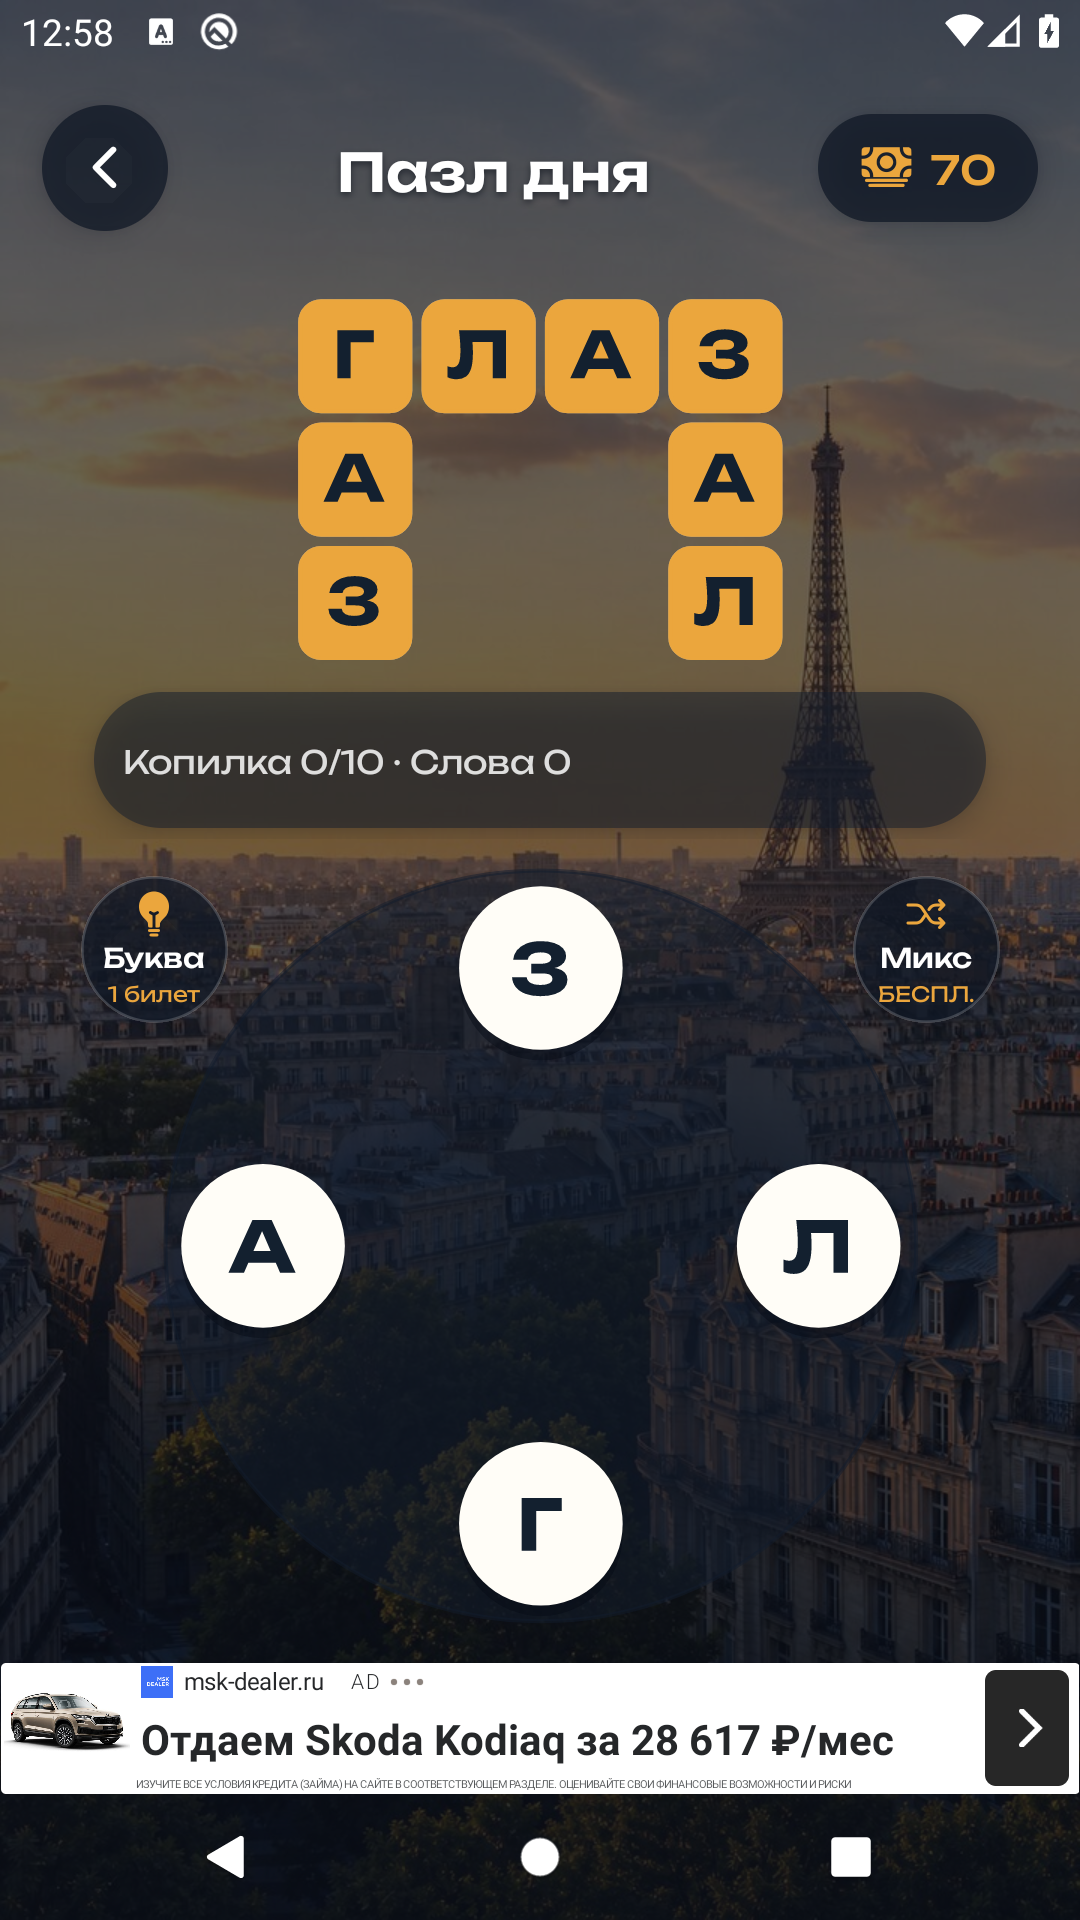 12:58
Пазл дня
70
Г Л А З
А А
З Л
Копилка 0/10 · Слова 0
З
Буква
1 билет
Микс
БЕСПЛ.
А
Л
Г
msk-dealer.ru AD
Отдаем Skoda Kodiaq за 28 617 ₽/мес
ИЗУЧИТЕ ВСЕ УСЛОВИЯ КРЕДИТА (ЗАЙМА) НА САЙТЕ В СООТВЕТСТВУЮЩЕМ РАЗДЕЛЕ. ОЦЕНИВАЙТЕ СВОИ ФИНАНСОВЫЕ ВОЗМОЖНОСТИ И РИСКИ